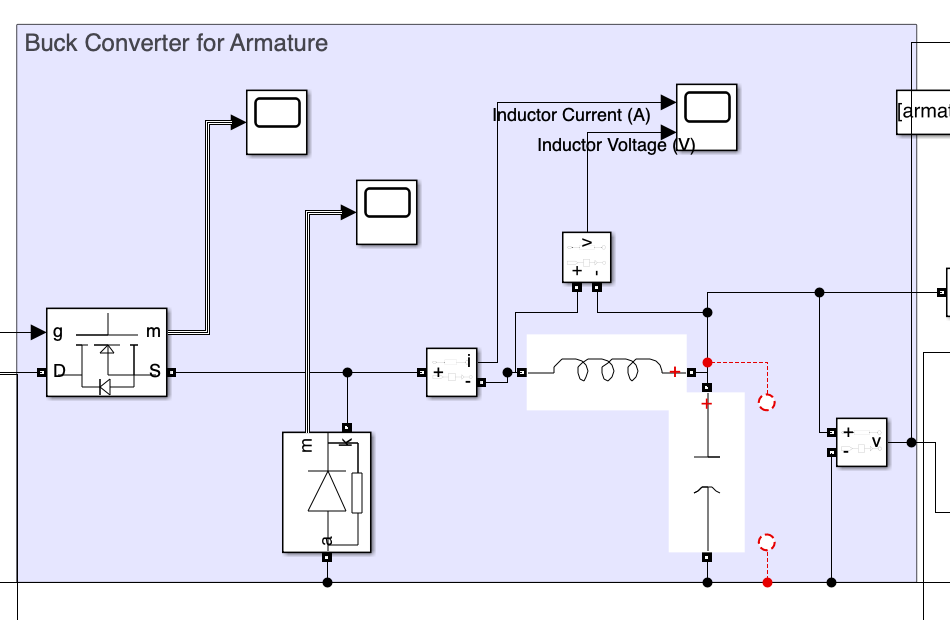 Buck Converter for Armature
Inductor Current (A)
[armat
Inductor Voltage (V)
>
+ -
g m
D S
i
+
-
+
+
+
v
-
m k
a